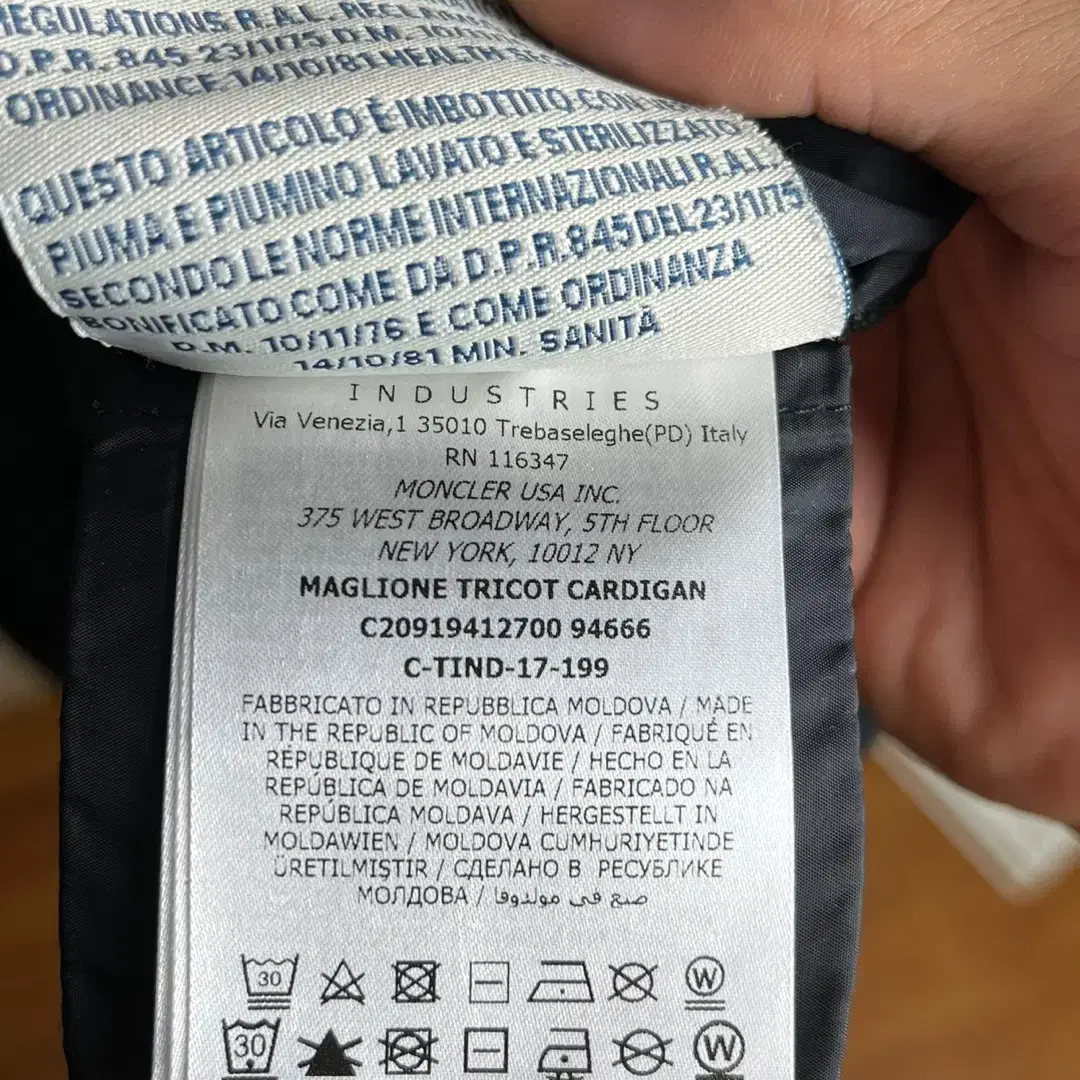 REGULATIONS R.A.L. RECLAM
D.P.R. 845-23/1/75 D.M. 10/1
ORDINANCE 14/10/81 HEALTH
QUESTO ARTICOLO È IMBOTTITO CON
PIUMA E PIUMINO LAVATO E STERILIZZATO
SECONDO LE NORME INTERNAZIONALI R.A.L.
BONIFICATO COME DA D.P.R. 845 DEL 23/1/75
D.M. 10/11/76 E COME ORDINANZA
14/10/81 MIN. SANITÀ
INDUSTRIES
Via Venezia,1 35010 Trebaseleghe(PD) Italy
RN 116347
MONCLER USA INC.
375 WEST BROADWAY, 5TH FLOOR
NEW YORK, 10012 NY
MAGLIONE TRICOT CARDIGAN
C20919412700 94666
C-TIND-17-199
FABBRICATO IN REPUBBLICA MOLDOVA / MADE
IN THE REPUBLIC OF MOLDOVA / FABRIQUÉ EN
RÉPUBLIQUE DE MOLDAVIE / HECHO EN LA
REPÚBLICA DE MOLDAVIA / FABRICADO NA
REPÚBLICA MOLDAVA / HERGESTELLT IN
MOLDAWIEN / MOLDOVA CUMHURIYETINDE
ÜRETILMIŞTIR / СДЕЛАНО В РЕСУБЛИКЕ
МОЛДОВА / صنع في مولدوفا
30 W
30 W